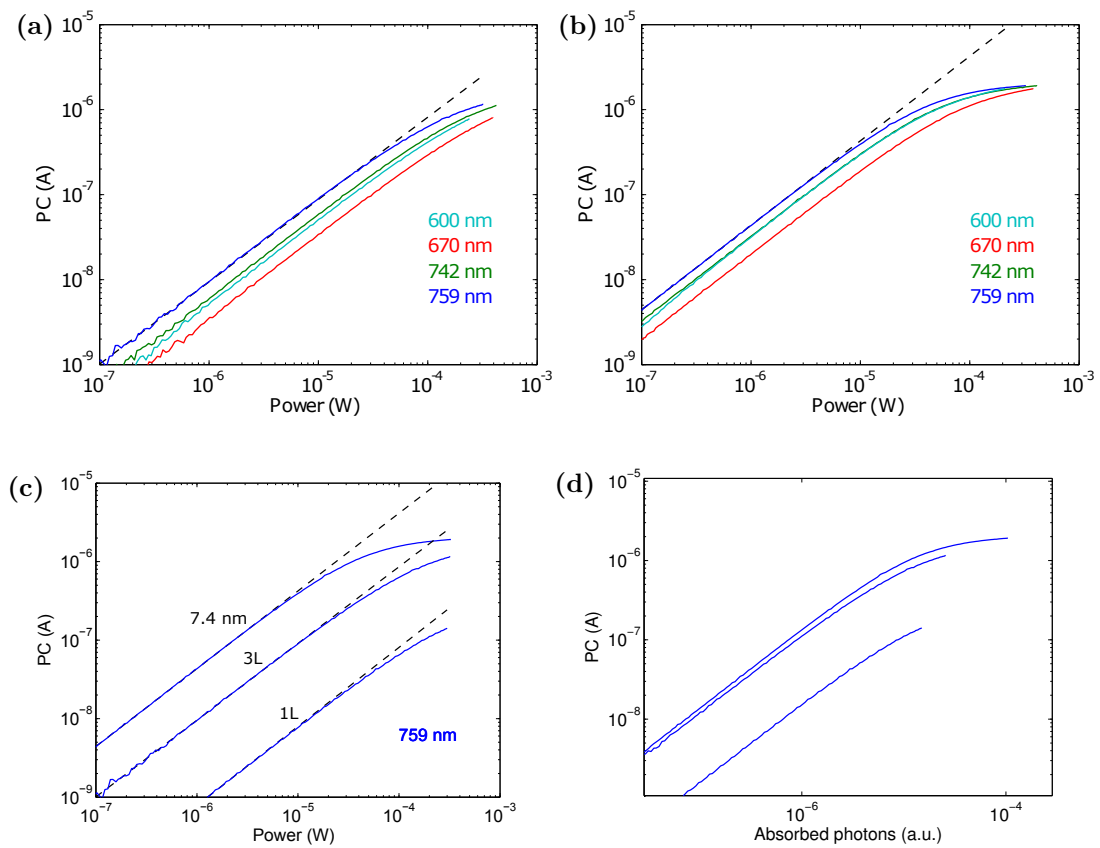 (a)
10⁻⁵
10⁻⁶
10⁻⁷
10⁻⁸
10⁻⁹
PC (A)
600 nm
670 nm
742 nm
759 nm
10⁻⁷ 10⁻⁶ 10⁻⁵ 10⁻⁴ 10⁻³
Power (W)
(b)
10⁻⁵
10⁻⁶
10⁻⁷
10⁻⁸
10⁻⁹
PC (A)
600 nm
670 nm
742 nm
759 nm
10⁻⁷ 10⁻⁶ 10⁻⁵ 10⁻⁴ 10⁻³
Power (W)
(c)
10⁻⁵
10⁻⁶
10⁻⁷
10⁻⁸
10⁻⁹
PC (A)
7.4 nm
3L
1L
759 nm
10⁻⁷ 10⁻⁶ 10⁻⁵ 10⁻⁴ 10⁻³
Power (W)
(d)
10⁻⁵
10⁻⁶
10⁻⁷
10⁻⁸
PC (A)
10⁻⁶ 10⁻⁴
Absorbed photons (a.u.)